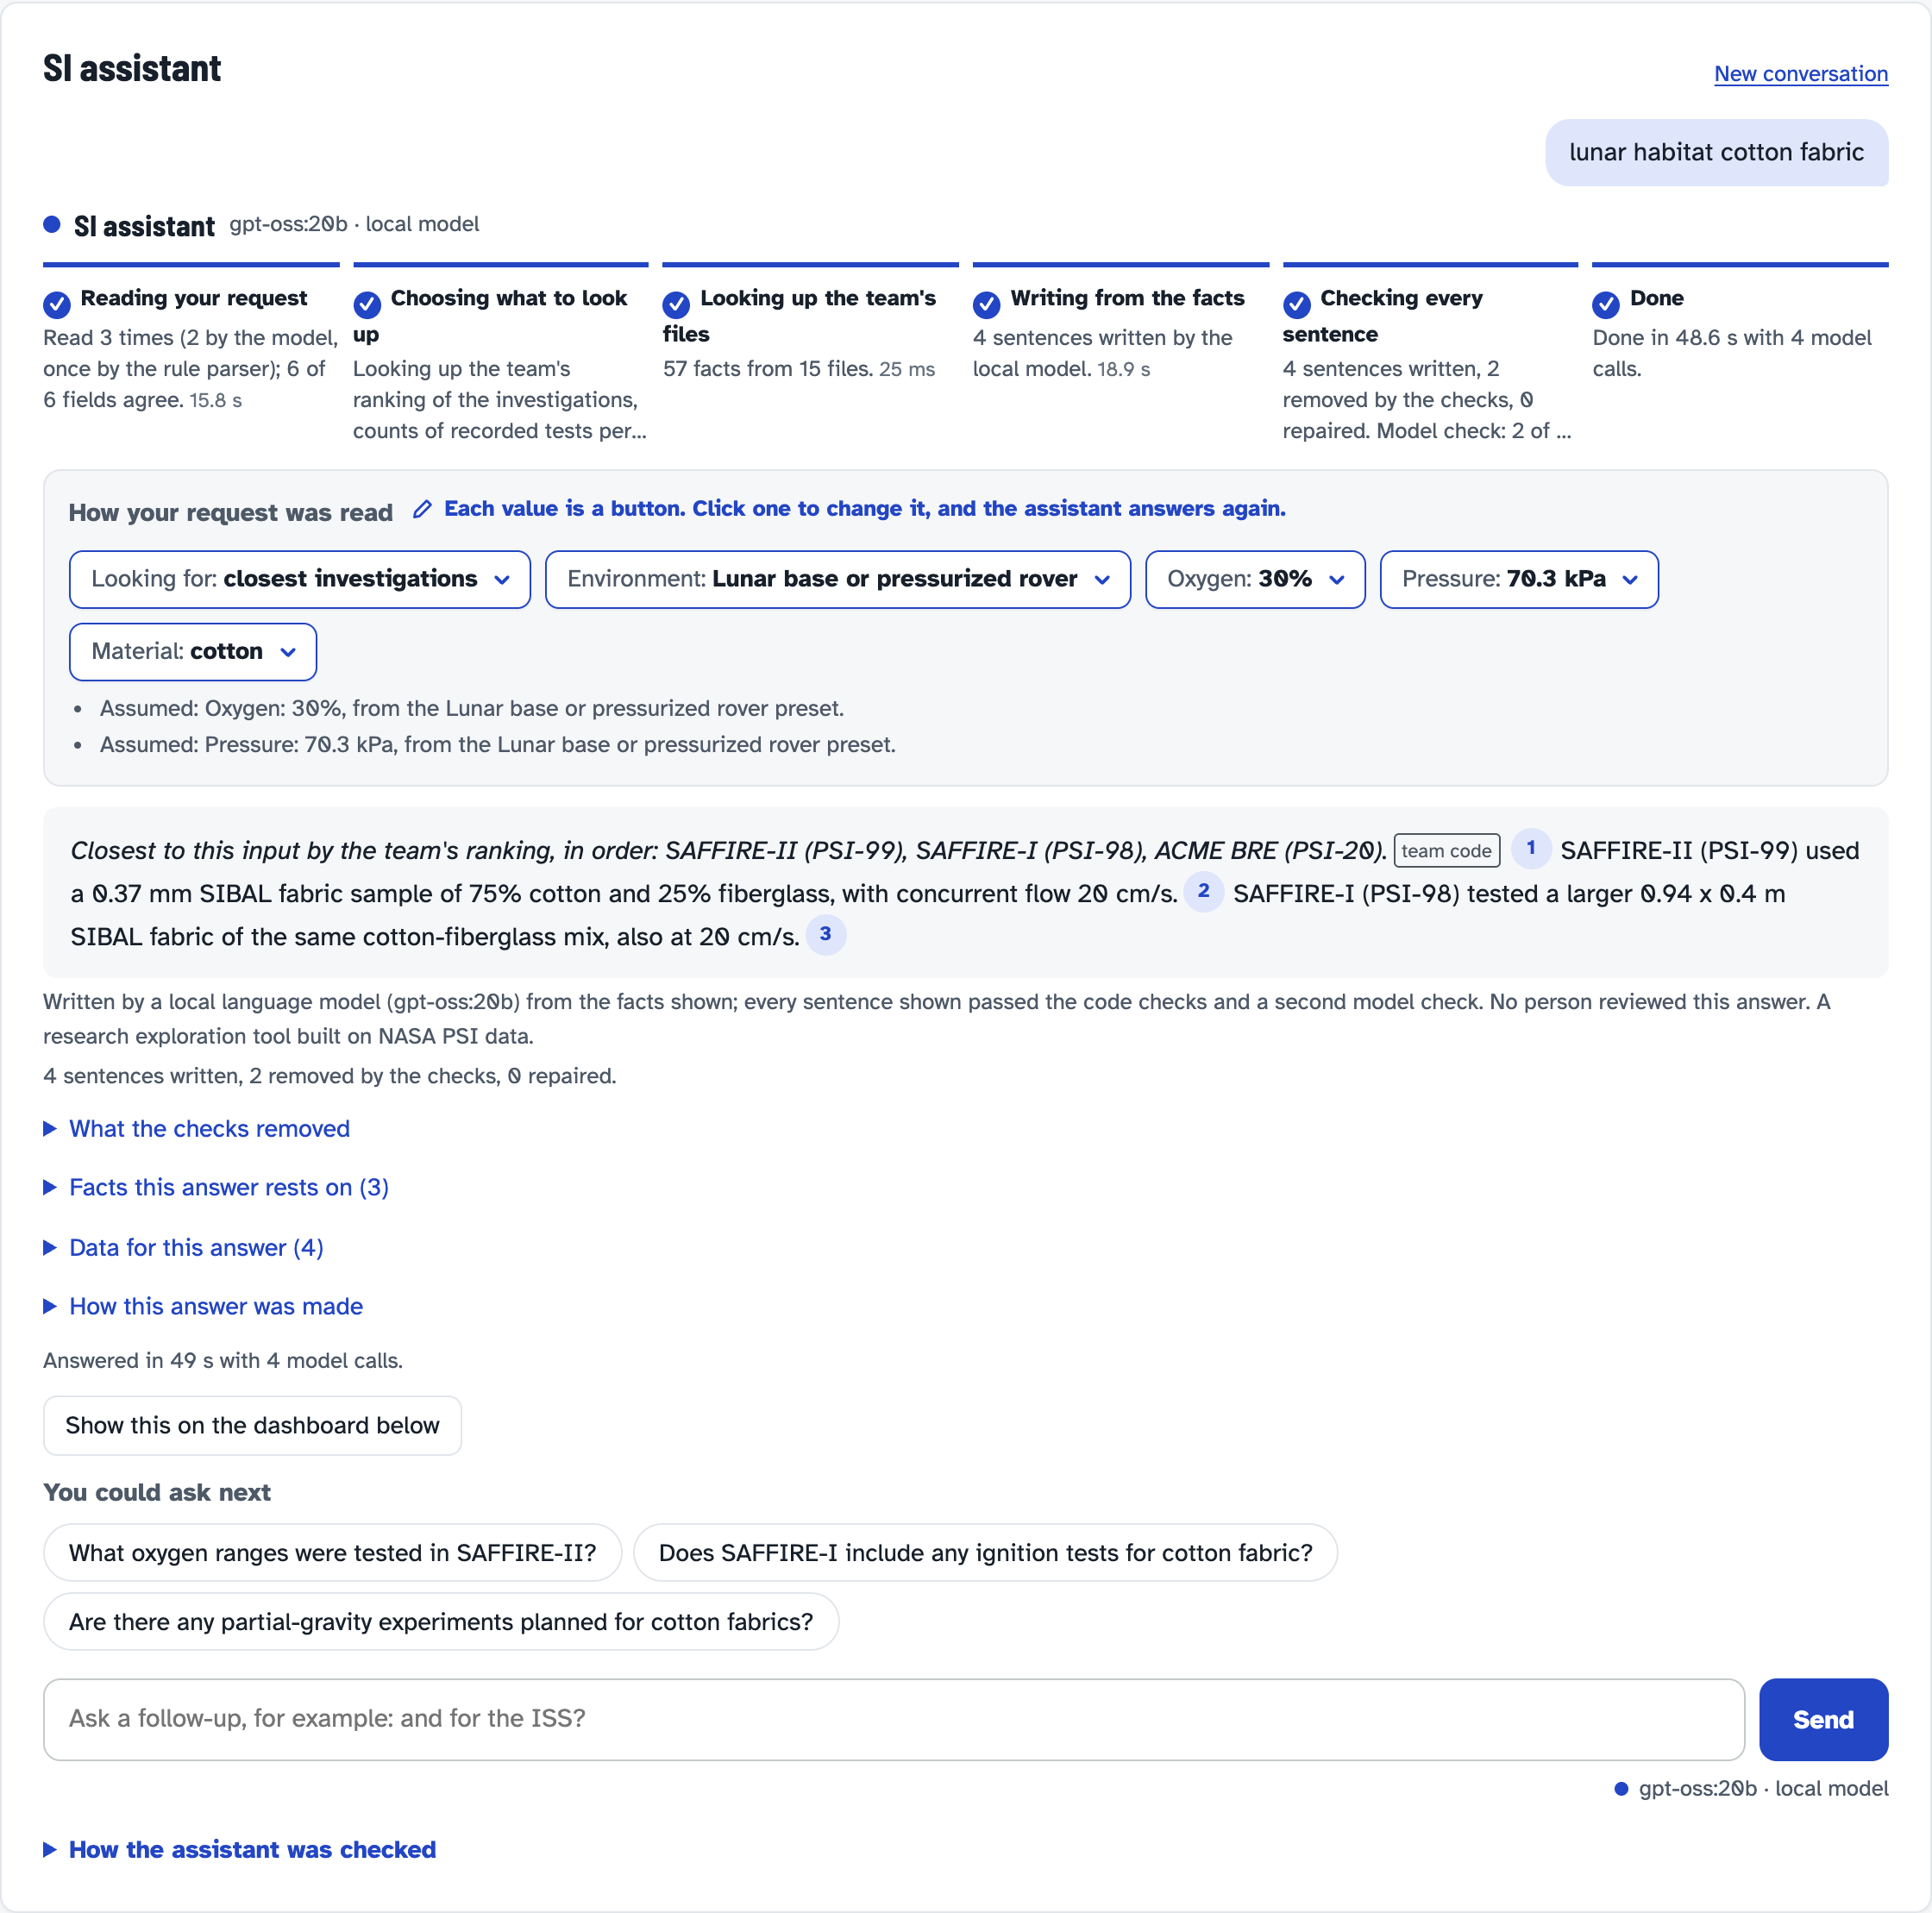 SI assistant
New conversation
lunar habitat cotton fabric
SI assistant gpt-oss:20b · local model
Reading your request
Read 3 times (2 by the model,
once by the rule parser); 6 of
6 fields agree. 15.8 s
Choosing what to look
up
Looking up the team's
ranking of the investigations,
counts of recorded tests per...
Looking up the team's
files
57 facts from 15 files. 25 ms
Writing from the facts
4 sentences written by the
local model. 18.9 s
Checking every
sentence
4 sentences written, 2
removed by the checks, 0
repaired. Model check: 2 of ...
Done
Done in 48.6 s with 4 model
calls.
How your request was read Each value is a button. Click one to change it, and the assistant answers again.
Looking for: closest investigations Environment: Lunar base or pressurized rover Oxygen: 30% Pressure: 70.3 kPa
Material: cotton
• Assumed: Oxygen: 30%, from the Lunar base or pressurized rover preset.
• Assumed: Pressure: 70.3 kPa, from the Lunar base or pressurized rover preset.
Closest to this input by the team's ranking, in order: SAFFIRE-II (PSI-99), SAFFIRE-I (PSI-98), ACME BRE (PSI-20). team code 1 SAFFIRE-II (PSI-99) used
a 0.37 mm SIBAL fabric sample of 75% cotton and 25% fiberglass, with concurrent flow 20 cm/s. 2 SAFFIRE-I (PSI-98) tested a larger 0.94 x 0.4 m
SIBAL fabric of the same cotton-fiberglass mix, also at 20 cm/s. 3
Written by a local language model (gpt-oss:20b) from the facts shown; every sentence shown passed the code checks and a second model check. No person reviewed this answer. A
research exploration tool built on NASA PSI data.
4 sentences written, 2 removed by the checks, 0 repaired.
What the checks removed
Facts this answer rests on (3)
Data for this answer (4)
How this answer was made
Answered in 49 s with 4 model calls.
Show this on the dashboard below
You could ask next
What oxygen ranges were tested in SAFFIRE-II? Does SAFFIRE-I include any ignition tests for cotton fabric?
Are there any partial-gravity experiments planned for cotton fabrics?
Ask a follow-up, for example: and for the ISS?
Send
gpt-oss:20b · local model
How the assistant was checked